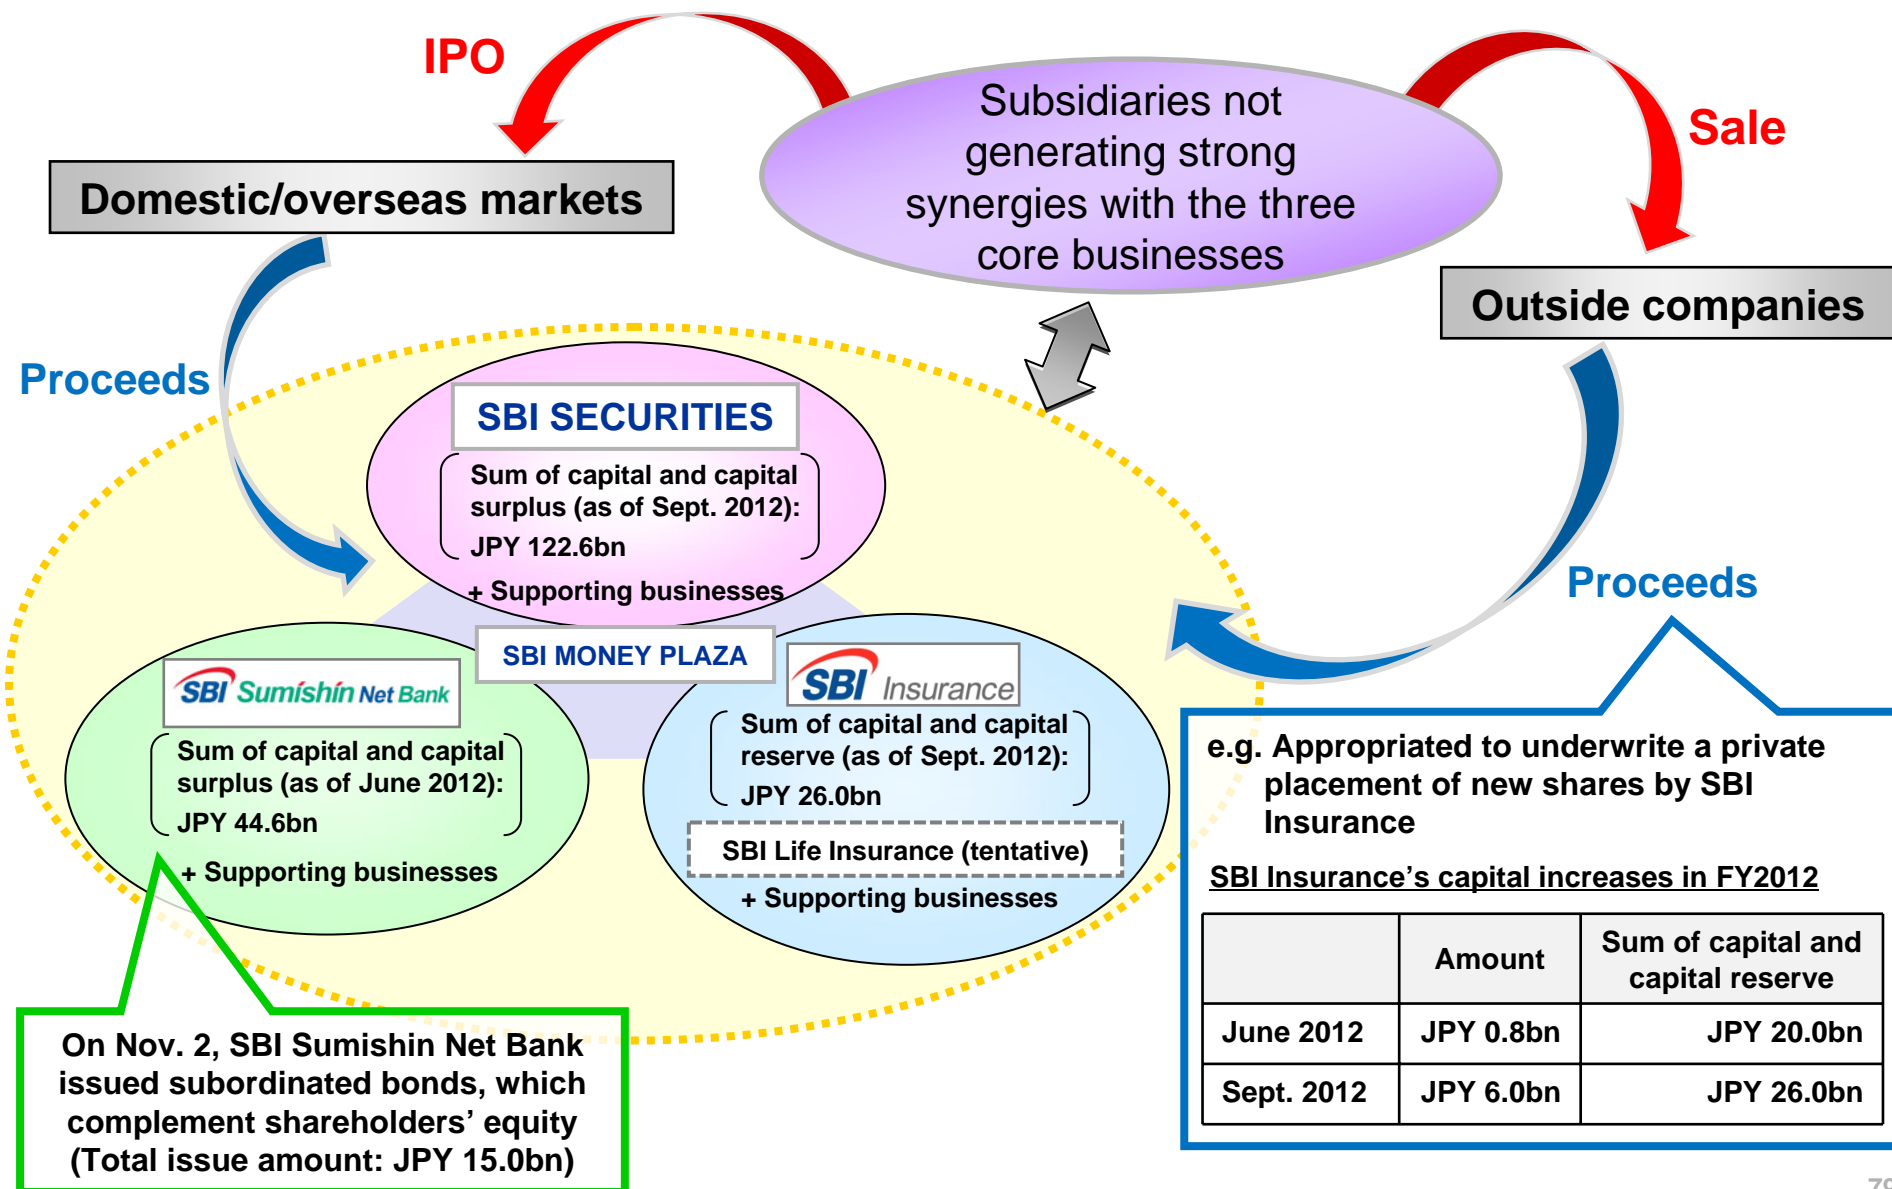 IPO
Subsidiaries not
generating strong
synergies with the three
core businesses
Sale
Domestic/overseas markets
Outside companies
Proceeds
SBI SECURITIES
Sum of capital and capital
surplus (as of Sept. 2012):
JPY 122.6bn
+ Supporting businesses
Proceeds
SBI MONEY PLAZA
SBI Sumishin Net Bank
Sum of capital and capital
surplus (as of June 2012):
JPY 44.6bn
+ Supporting businesses
SBI Insurance
Sum of capital and capital
reserve (as of Sept. 2012):
JPY 26.0bn
SBI Life Insurance (tentative)
+ Supporting businesses
e.g. Appropriated to underwrite a private
placement of new shares by SBI
Insurance
SBI Insurance’s capital increases in FY2012
Amount
Sum of capital and
capital reserve
June 2012 JPY 0.8bn JPY 20.0bn
Sept. 2012 JPY 6.0bn JPY 26.0bn
On Nov. 2, SBI Sumishin Net Bank
issued subordinated bonds, which
complement shareholders’ equity
(Total issue amount: JPY 15.0bn)